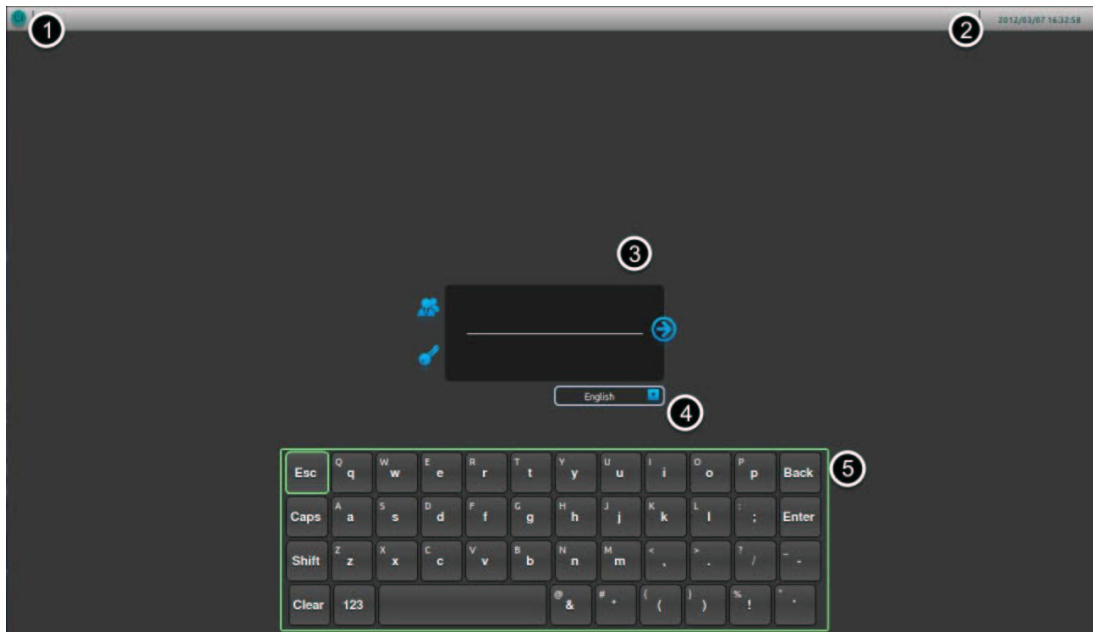 1
2
2012/03/07 16:32:58
3
English
4
5
Esc Q q W w E e R r T t Y y U u I i O o P p Back
Caps A a S s D d F f G g H h J j K k L l : ; Enter
Shift Z z X x C c V v B b N n M m < , > . ? / _ -
Clear 123 @ & # { ( } ) % !